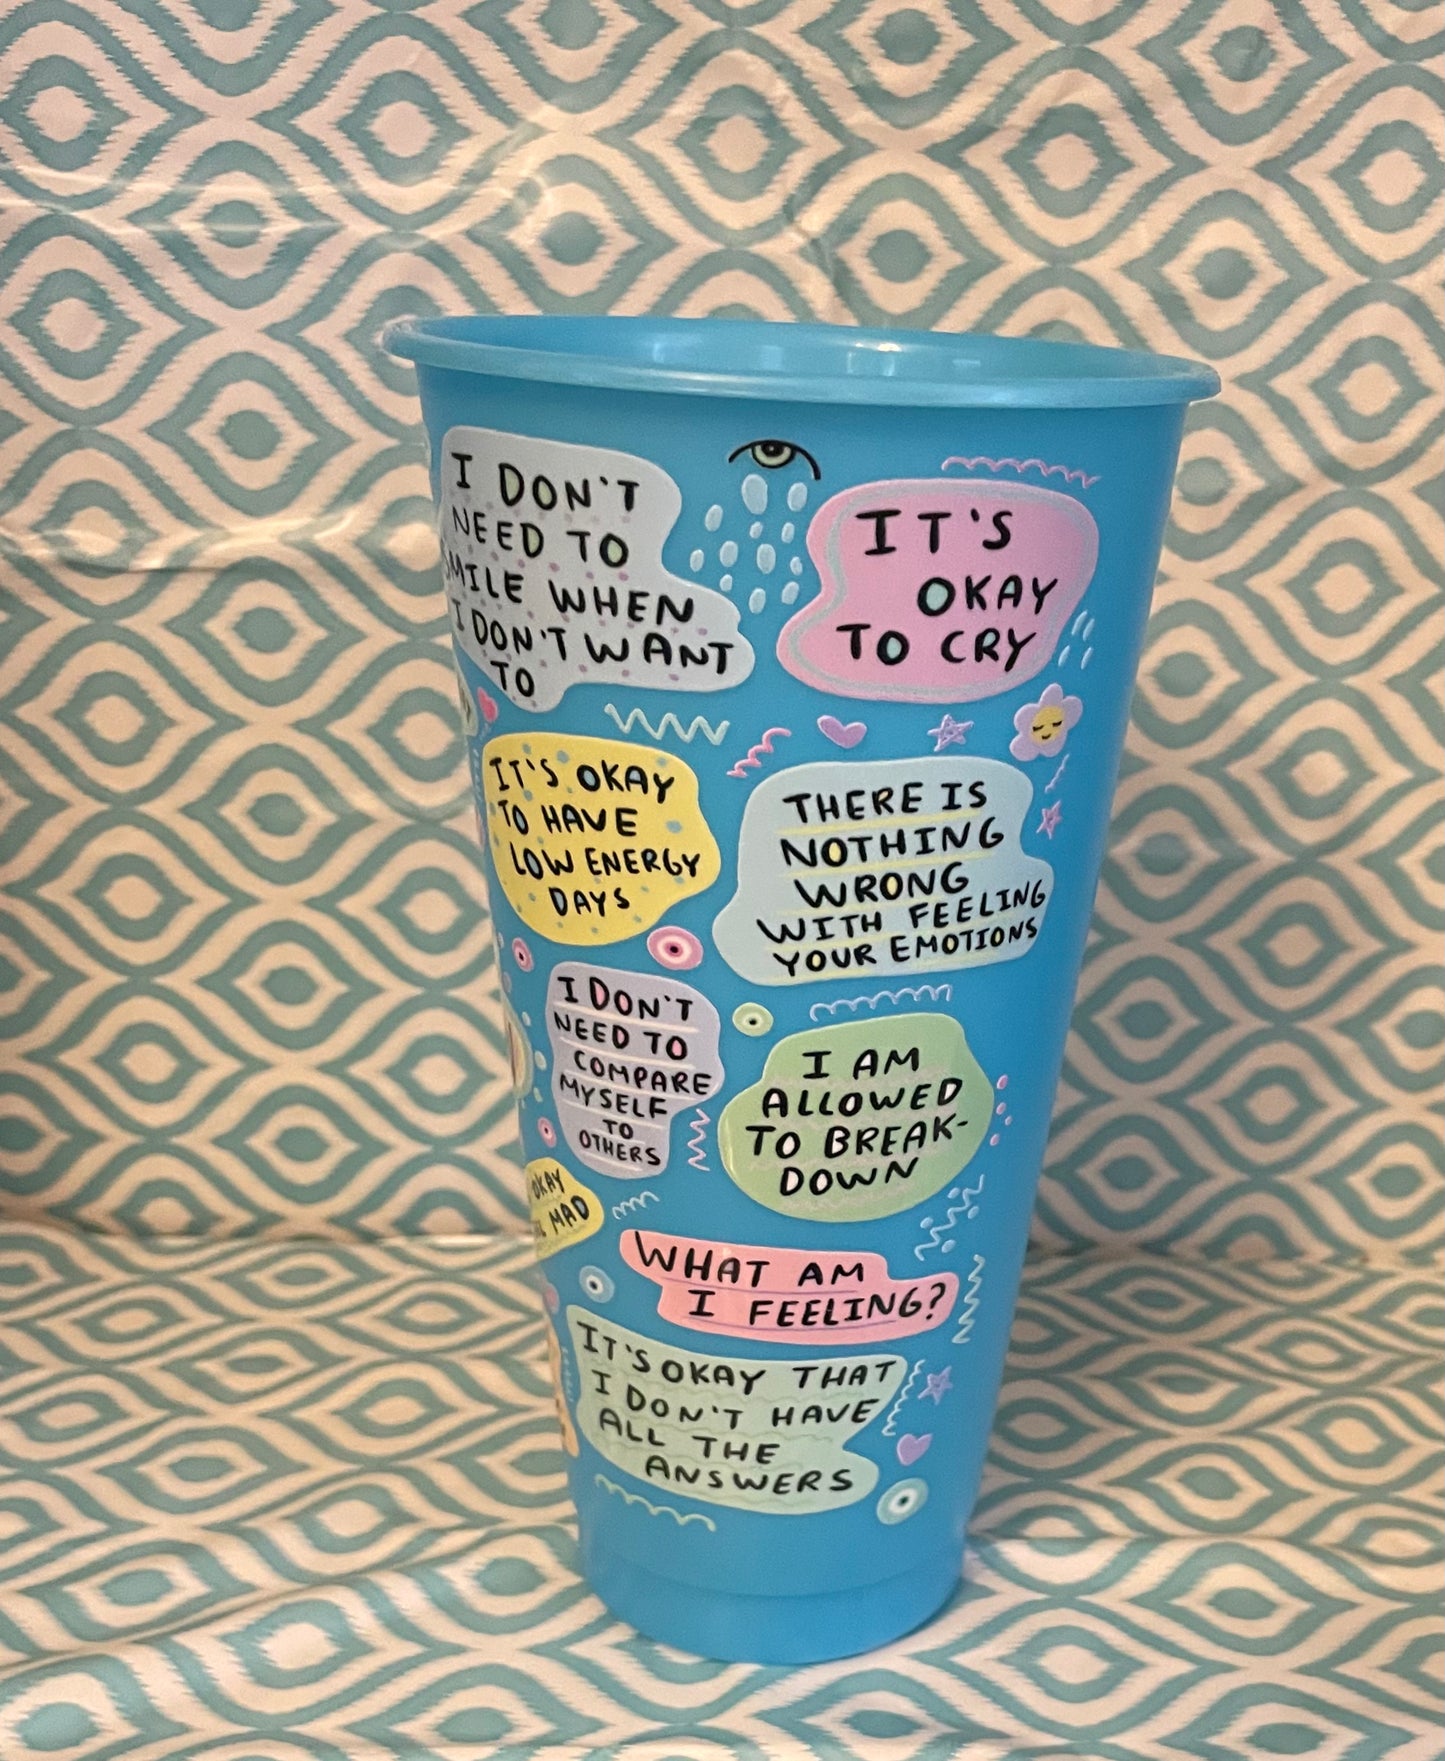 I DON'T
NEED TO
SMILE WHEN
I DON'T WANT
TO
IT'S
OKAY
TO CRY
IT'S OKAY
TO HAVE
LOW ENERGY
DAYS
THERE IS
NOTHING
WRONG
WITH FEELING
YOUR EMOTIONS
I DON'T
NEED TO
COMPARE
MYSELF
TO
OTHERS
I AM
ALLOWED
TO BREAK-
DOWN
OKAY
MAD
WHAT AM
I FEELING?
IT'S OKAY THAT
I DON'T HAVE
ALL THE
ANSWERS